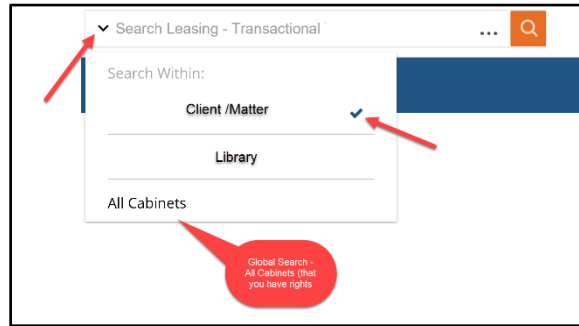 Search Leasing - Transactional
...
Search Within:
Client /Matter
Library
All Cabinets
Global Search -
All Cabinets (that
you have rights